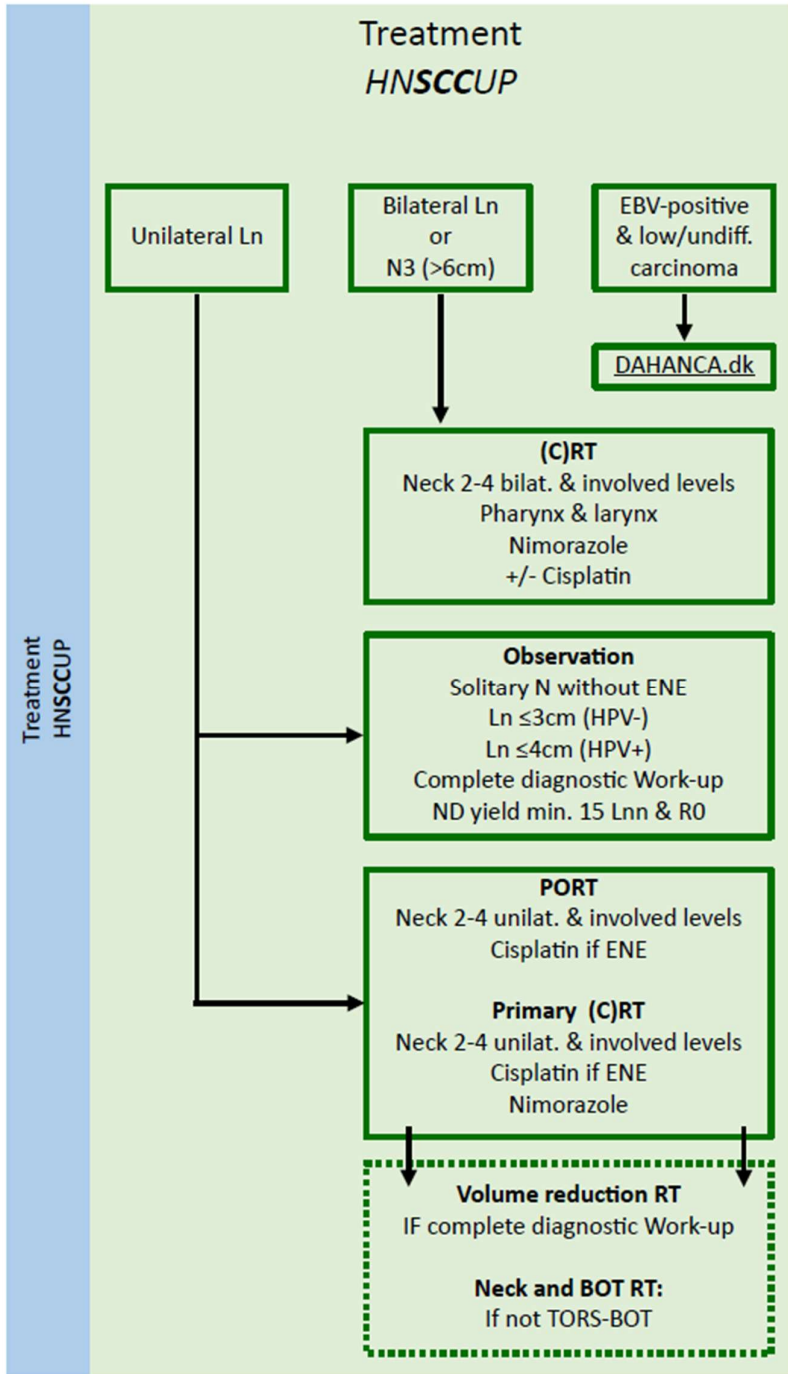 Treatment
HNSCCUP
Unilateral Ln
Bilateral Ln
or
N3 (>6cm)
EBV-positive
& low/undiff.
carcinoma
DAHANCA.dk
(C)RT
Neck 2-4 bilat. & involved levels
Pharynx & larynx
Nimorazole
+/- Cisplatin
Treatment
HNSCCUP
Observation
Solitary N without ENE
Ln ≤3cm (HPV-)
Ln ≤4cm (HPV+)
Complete diagnostic Work-up
ND yield min. 15 Lnn & R0
PORT
Neck 2-4 unilat. & involved levels
Cisplatin if ENE
Primary (C)RT
Neck 2-4 unilat. & involved levels
Cisplatin if ENE
Nimorazole
Volume reduction RT
IF complete diagnostic Work-up
Neck and BOT RT:
If not TORS-BOT